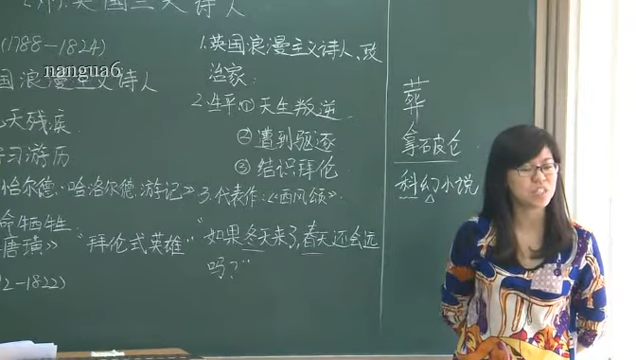 英国三大诗人
(1788-1824)
国浪漫主义诗人
天残疾
习游历
恰尔德·哈洛尔德·游记》
命牺牲
唐璜》 "拜伦式英雄"
2-1822)
1.英国浪漫主义诗人、政
治家:
2.生平:①天生叛逆
②遭到驱逐
③结识拜伦
3.代表作:《西风颂》.
"如果冬天来了,春天还会远
吗?"
拿破仑
科幻小说
nangua6